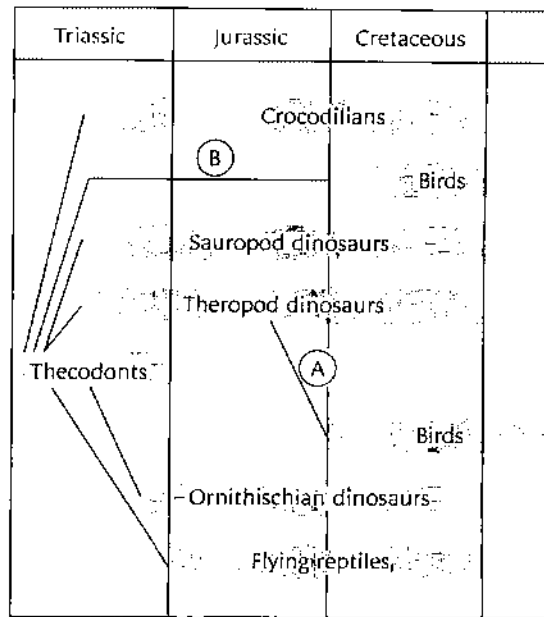 Triassic Jurassic Cretaceous
Crocodilians
B
Birds
Sauropod dinosaurs
Theropod dinosaurs
A
Thecodonts
Birds
Ornithischian dinosaurs
Flying reptiles